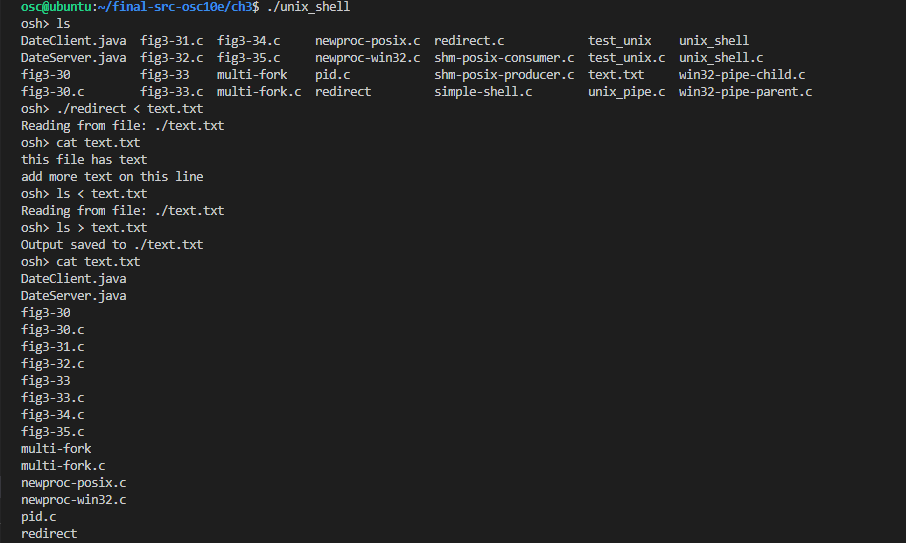 osc@ubuntu:~/final-src-osc10e/ch3$ ./unix_shell
osh> ls
DateClient.java  fig3-31.c  fig3-34.c     newproc-posix.c  redirect.c            test_unix    unix_shell
DateServer.java  fig3-32.c  fig3-35.c     newproc-win32.c  shm-posix-consumer.c  test_unix.c  unix_shell.c
fig3-30          fig3-33    multi-fork    pid.c            shm-posix-producer.c  text.txt     win32-pipe-child.c
fig3-30.c        fig3-33.c  multi-fork.c  redirect         simple-shell.c        unix_pipe.c  win32-pipe-parent.c
osh> ./redirect < text.txt
Reading from file: ./text.txt
osh> cat text.txt
this file has text
add more text on this line
osh> ls < text.txt
Reading from file: ./text.txt
osh> ls > text.txt
Output saved to ./text.txt
osh> cat text.txt
DateClient.java
DateServer.java
fig3-30
fig3-30.c
fig3-31.c
fig3-32.c
fig3-33
fig3-33.c
fig3-34.c
fig3-35.c
multi-fork
multi-fork.c
newproc-posix.c
newproc-win32.c
pid.c
redirect